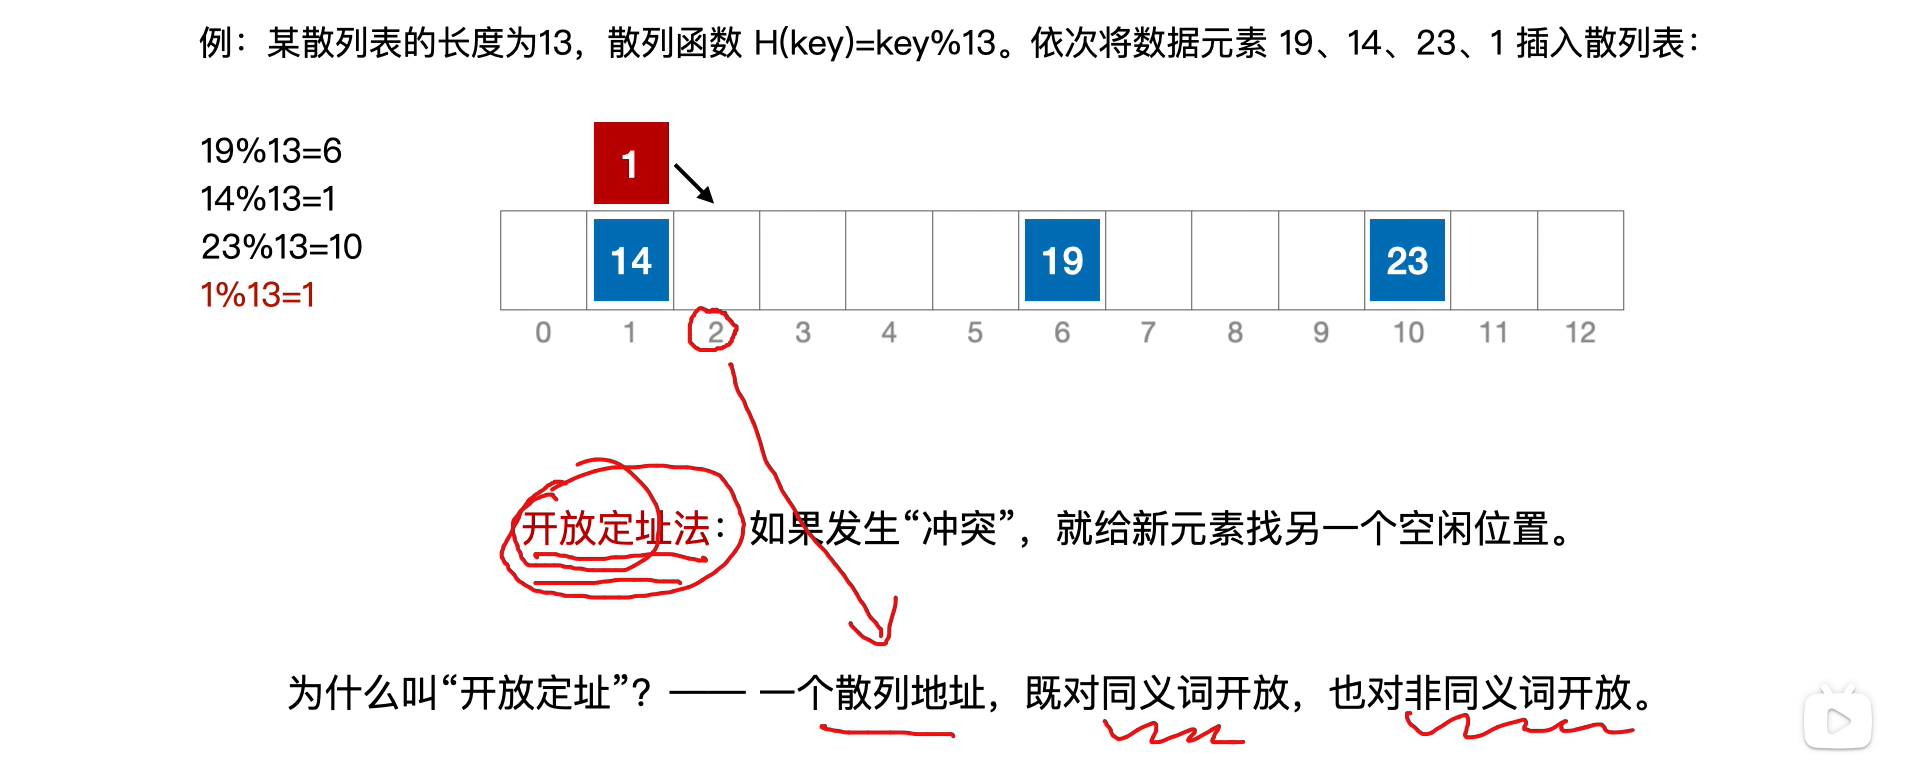 例：某散列表的长度为13，散列函数 H(key)=key%13。依次将数据元素 19、14、23、1 插入散列表：
19%13=6
14%13=1
23%13=10
1%13=1
1
14 19 23
0 1 2 3 4 5 6 7 8 9 10 11 12
开放定址法：如果发生“冲突”，就给新元素找另一个空闲位置。
为什么叫“开放定址”？—— 一个散列地址，既对同义词开放，也对非同义词开放。